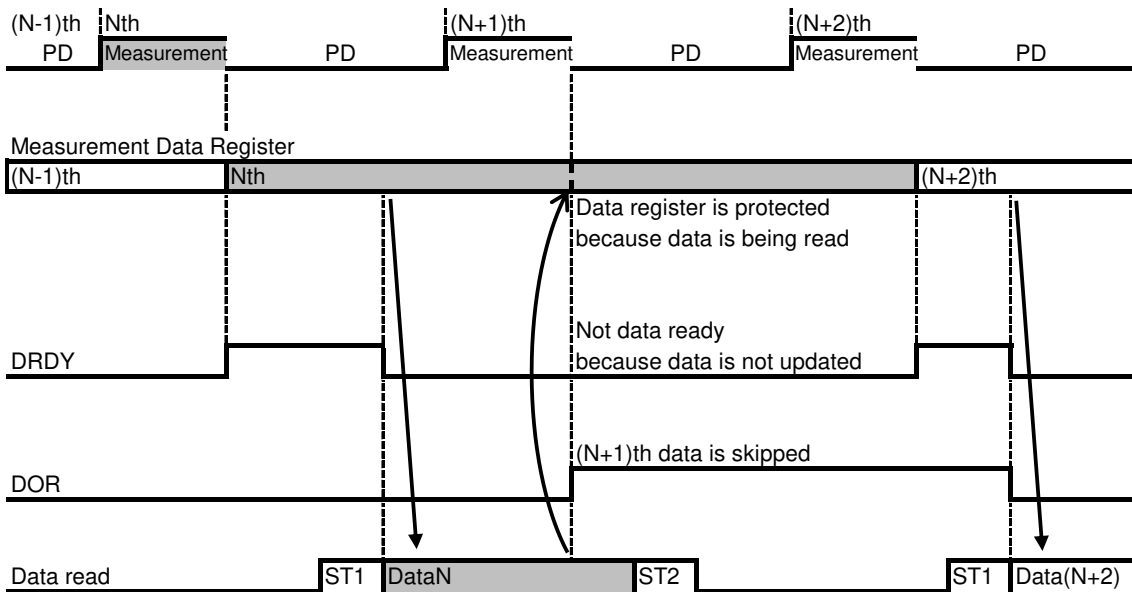 (N-1)th Nth (N+1)th (N+2)th
PD Measurement PD Measurement PD Measurement PD
Measurement Data Register
(N-1)th Nth (N+2)th
Data register is protected
because data is being read
Not data ready
DRDY because data is not updated
(N+1)th data is skipped
DOR
Data read ST1 DataN ST2 ST1 Data(N+2)